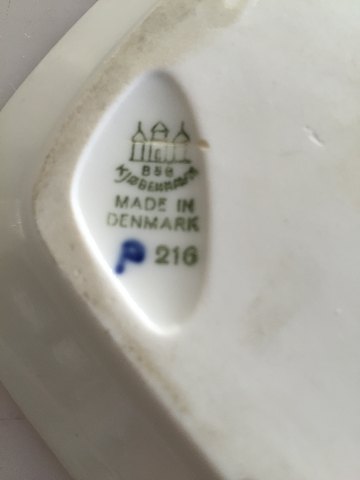 B&G
KJØBENHAVN
MADE IN
DENMARK
P 216